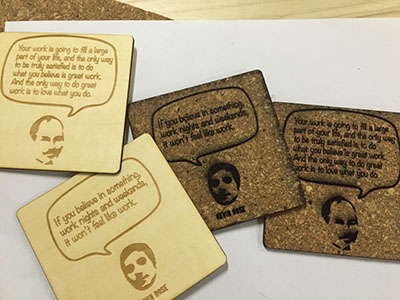 Your work is going to fill a large
part of your life, and the only way
to be truly satisfied is to do
what you believe is great work.
And the only way to do great
work is to love what you do.
If you believe in something,
work nights and weekends,
it won't feel like work.
KEVIN ROSE
Your work is going to fill a large
part of your life, and the only way
to be truly satisfied is to do
what you believe is great work.
And the only way to do great
work is to love what you do.
If you believe in something,
work nights and weekends,
it won't feel like work.
KEVIN ROSE